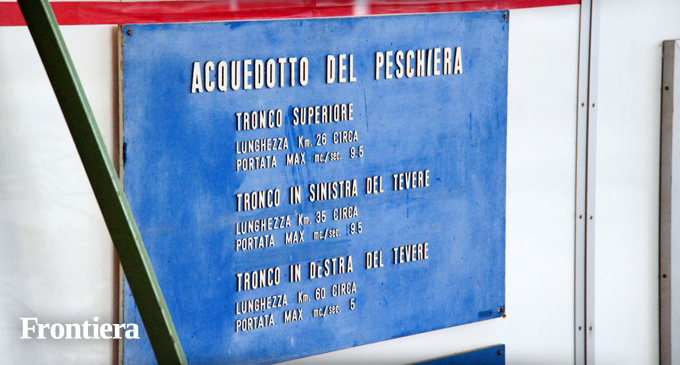 ACQUEDOTTO DEL PESCHIERA
TRONCO SUPERIORE
LUNGHEZZA Km. 26 CIRCA
PORTATA MAX mc./sec. 9.5
TRONCO IN SINISTRA DEL TEVERE
LUNGHEZZA Km. 35 CIRCA
PORTATA MAX mc./sec. 9.5
TRONCO IN DeSTRA DEL TEVERE
LUNGHEZZA Km. 60 CIRCA
PORTATA MAX mc./sec. 5
Frontiera